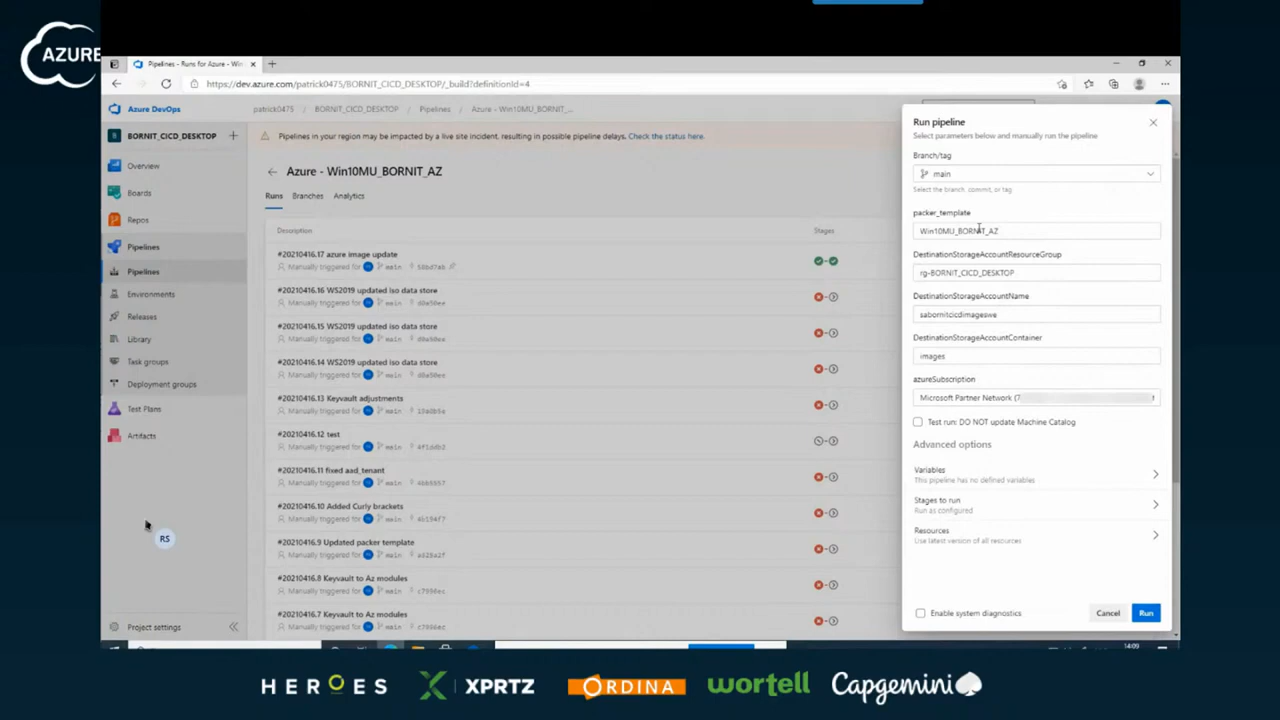 AZURE
Pipelines - Runs for Azure - Win
https://dev.azure.com/patrick0475/BORNIT_CICD_DESKTOP/_build?definitionId=4
Azure DevOps
patrick0475 / BORNIT_CICD_DESKTOP / Pipelines / Azure - Win10MU_BORNIT_...
BORNIT_CICD_DESKTOP
Overview
Boards
Repos
Pipelines
Pipelines
Environments
Releases
Library
Task groups
Deployment groups
Test Plans
Artifacts
RS
Project settings
Pipelines in your region may be impacted by a live site incident, resulting in possible pipeline delays. Check the status here.
Azure - Win10MU_BORNIT_AZ
Runs Branches Analytics
Description Stages
#20210416.17 azure image update
Manually triggered for main 58bd7ab
#20210416.16 WS2019 updated iso data store
Manually triggered for main d0a50ee
#20210416.15 WS2019 updated iso data store
Manually triggered for main d0a50ee
#20210416.14 WS2019 updated iso data store
Manually triggered for main d0a50ee
#20210416.13 Keyvault adjustments
Manually triggered for main
#20210416.12 test
Manually triggered for main
#20210416.11 fixed aad_tenant
Manually triggered for main
#20210416.10 Added Curly brackets
Manually triggered for main
#20210416.9 Updated packer template
Manually triggered for main
#20210416.8 Keyvault to Az modules
Manually triggered for main c7096ec
#20210416.7 Keyvault to Az modules
Manually triggered for main c7096ec
Run pipeline
Select parameters below and manually run the pipeline
Branch/tag
main
Select the branch, commit, or tag
packer_template
Win10MU_BORNIT_AZ
DestinationStorageAccountResourceGroup
rg-BORNIT_CICD_DESKTOP
DestinationStorageAccountName
sabornitcicdimageswe
DestinationStorageAccountContainer
images
azureSubscription
Microsoft Partner Network (7
Test run: DO NOT update Machine Catalog
Advanced options
Variables
This pipeline has no defined variables
Stages to run
Run as configured
Resources
Use latest version of all resources
Enable system diagnostics
Cancel
Run
14:09
HEROES XPRTZ ORDINA wortell Capgemini